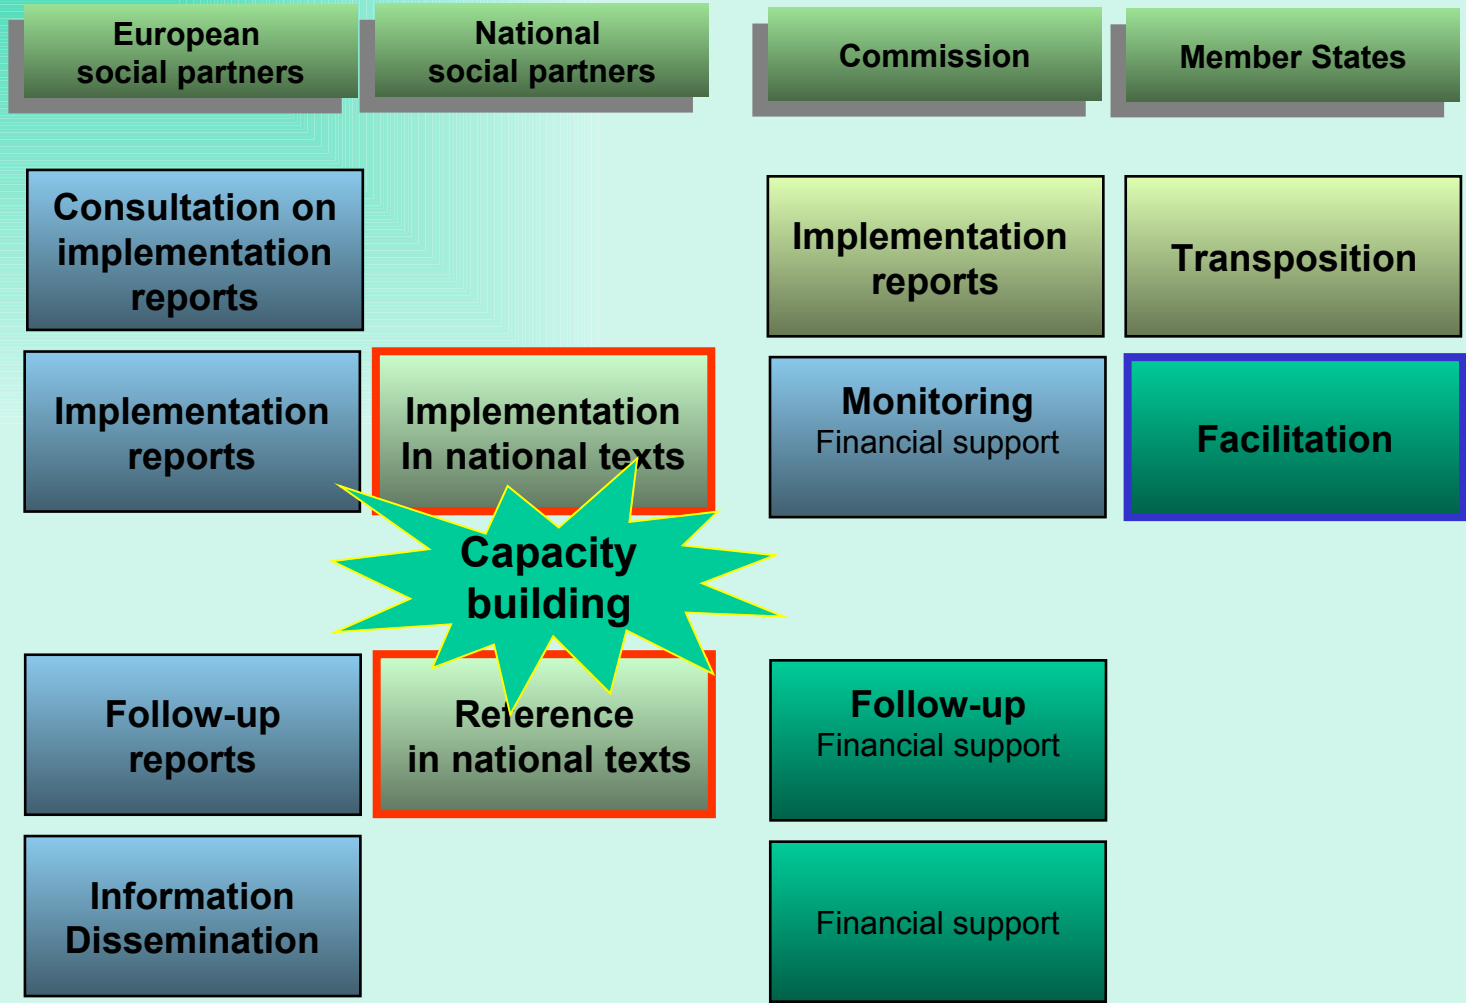 European
social partners
National
social partners
Commission
Member States
Consultation on
implementation
reports
Implementation
reports
Transposition
Implementation
reports
Implementation
In national texts
Monitoring
Financial support
Facilitation
Capacity
building
Follow-up
reports
Reference
in national texts
Follow-up
Financial support
Information
Dissemination
Financial support